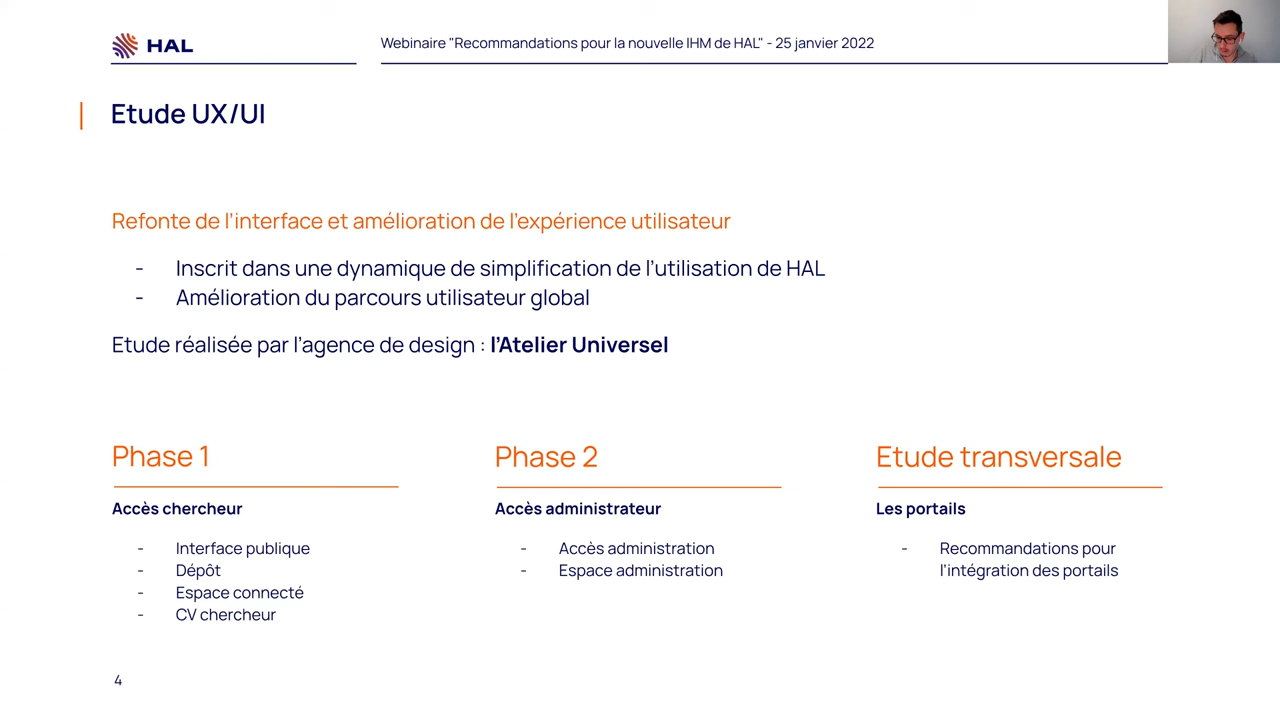 HAL
Webinaire "Recommandations pour la nouvelle IHM de HAL" - 25 janvier 2022
Etude UX/UI
Refonte de l'interface et amélioration de l'expérience utilisateur
- Inscrit dans une dynamique de simplification de l'utilisation de HAL
- Amélioration du parcours utilisateur global
Etude réalisée par l'agence de design : l'Atelier Universel
Phase 1
Accès chercheur
- Interface publique
- Dépôt
- Espace connecté
- CV chercheur
Phase 2
Accès administrateur
- Accès administration
- Espace administration
Etude transversale
Les portails
- Recommandations pour
l'intégration des portails
4